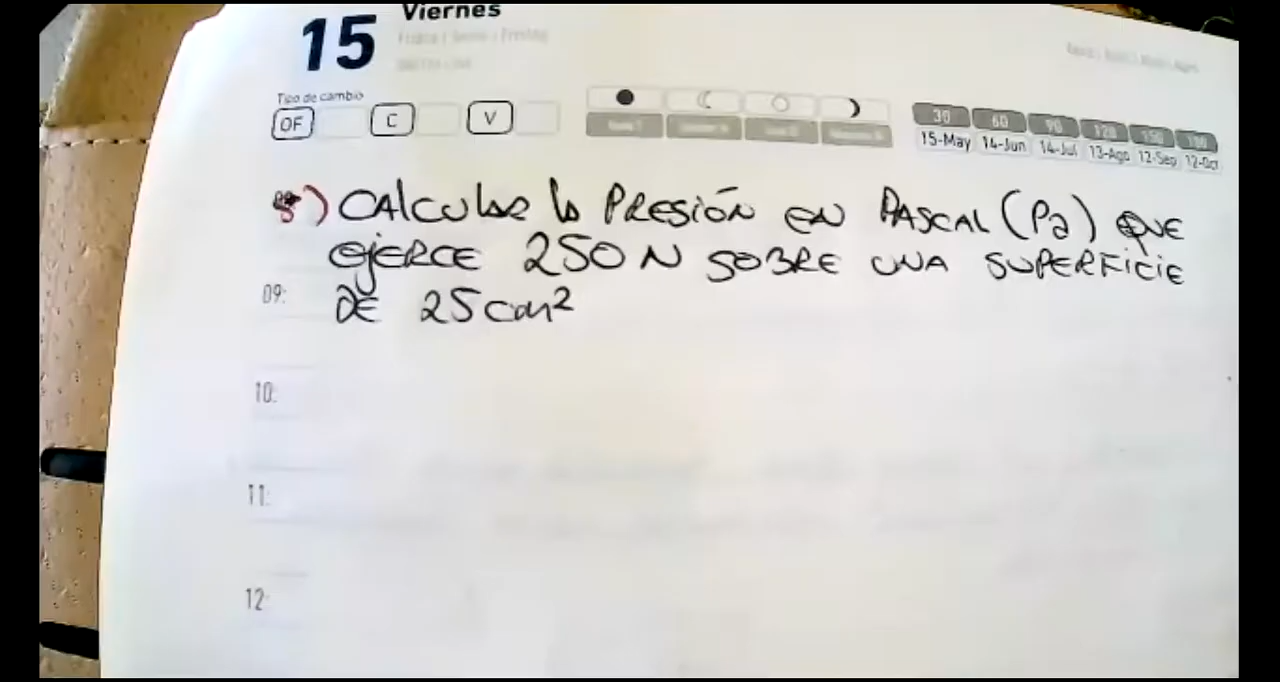 15 Viernes
Tipo de cambio
OF C V
30 60 90 120 150 180
15-May 14-Jun 14-Jul 13-Ago 12-Sep 12-Oct
8) CALCULAR la PRESIÓN EN PASCAL (Pa) QUE
EJERCE 250 N SOBRE UNA SUPERFICIE
09: DE 25 cm²
10:
11:
12: